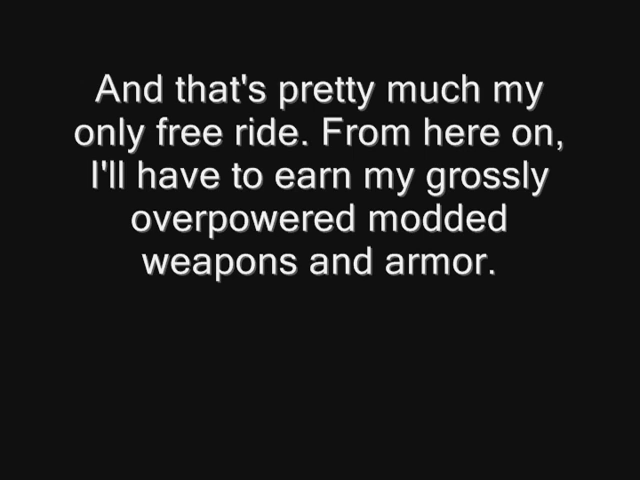 And that's pretty much my
only free ride. From here on,
I'll have to earn my grossly
overpowered modded
weapons and armor.